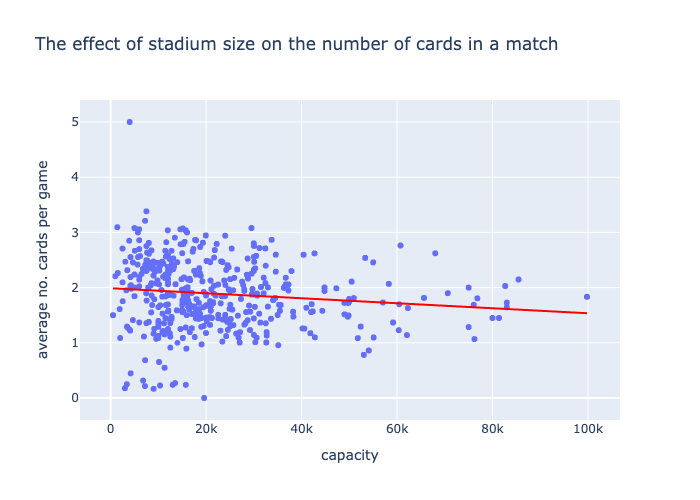 The effect of stadium size on the number of cards in a match
average no. cards per game
5
4
3
2
1
0
0
20k
40k
60k
80k
100k
capacity